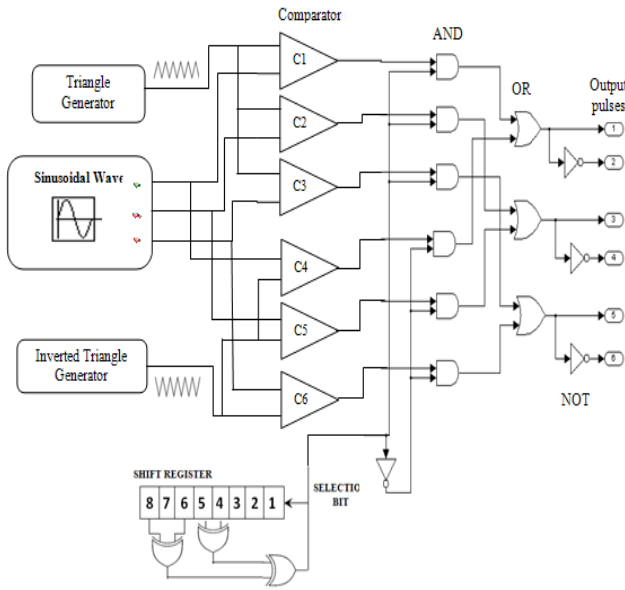 Comparator
AND
OR
Output
pulses
Triangle
Generator
C1
C2
C3
C4
C5
C6
Sinusoidal Wave
Inverted Triangle
Generator
1
2
3
4
5
6
NOT
SHIFT REGISTER
8 7 6 5 4 3 2 1
SELECTIO
BIT